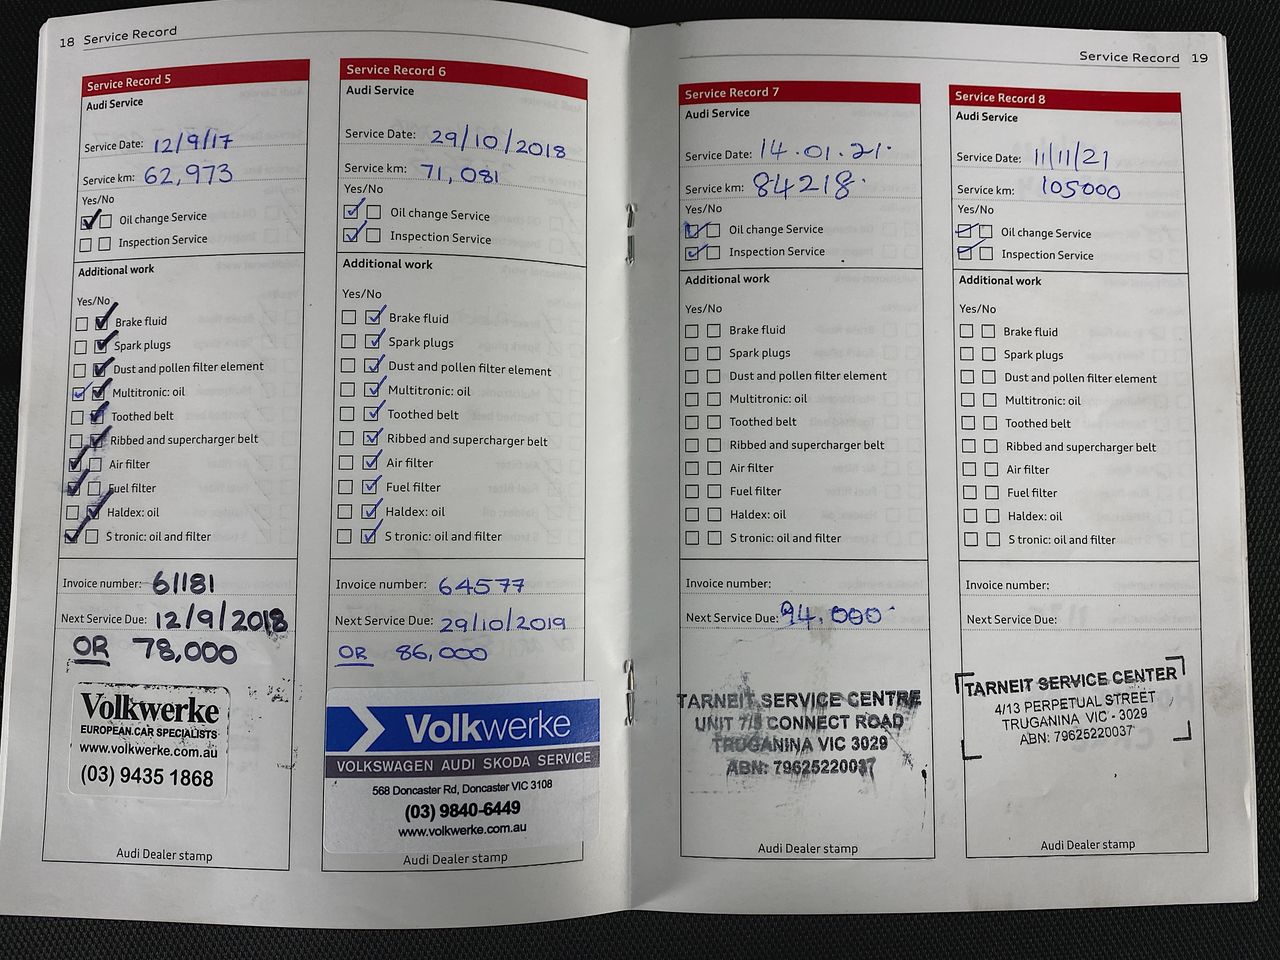 18 Service Record
Service Record 5
Audi Service
Service Date: 12/9/17
Service km: 62,973
Yes/No
Oil change Service
Inspection Service
Additional work
Yes/No
Brake fluid
Spark plugs
Dust and pollen filter element
Multitronic: oil
Toothed belt
Ribbed and supercharger belt
Air filter
Fuel filter
Haldex: oil
S tronic: oil and filter
Invoice number: 61181
Next Service Due: 12/9/2018
OR 78,000
Volkwerke
EUROPEAN CAR SPECIALISTS
www.volkwerke.com.au
(03) 9435 1868
Audi Dealer stamp
Service Record 6
Audi Service
Service Date: 29/10/2018
Service km: 71,081
Yes/No
Oil change Service
Inspection Service
Additional work
Yes/No
Brake fluid
Spark plugs
Dust and pollen filter element
Multitronic: oil
Toothed belt
Ribbed and supercharger belt
Air filter
Fuel filter
Haldex: oil
S tronic: oil and filter
Invoice number: 64577
Next Service Due: 29/10/2019
OR 86,000
Volkwerke
VOLKSWAGEN AUDI SKODA SERVICE
568 Doncaster Rd, Doncaster VIC 3108
(03) 9840-6449
www.volkwerke.com.au
Audi Dealer stamp
Service Record 19
Service Record 7
Audi Service
Service Date: 14.01.21.
Service km: 84218.
Yes/No
Oil change Service
Inspection Service
Additional work
Yes/No
Brake fluid
Spark plugs
Dust and pollen filter element
Multitronic: oil
Toothed belt
Ribbed and supercharger belt
Air filter
Fuel filter
Haldex: oil
S tronic: oil and filter
Invoice number:
Next Service Due: 94,000
TARNEIT SERVICE CENTRE
UNIT 7/5 CONNECT ROAD
TRUGANINA VIC 3029
ABN: 79625220037
Audi Dealer stamp
Service Record 8
Audi Service
Service Date: 11/11/21
Service km: 105000
Yes/No
Oil change Service
Inspection Service
Additional work
Yes/No
Brake fluid
Spark plugs
Dust and pollen filter element
Multitronic: oil
Toothed belt
Ribbed and supercharger belt
Air filter
Fuel filter
Haldex: oil
S tronic: oil and filter
Invoice number:
Next Service Due:
TARNEIT SERVICE CENTER
4/13 PERPETUAL STREET
TRUGANINA VIC - 3029
ABN: 79625220037
Audi Dealer stamp